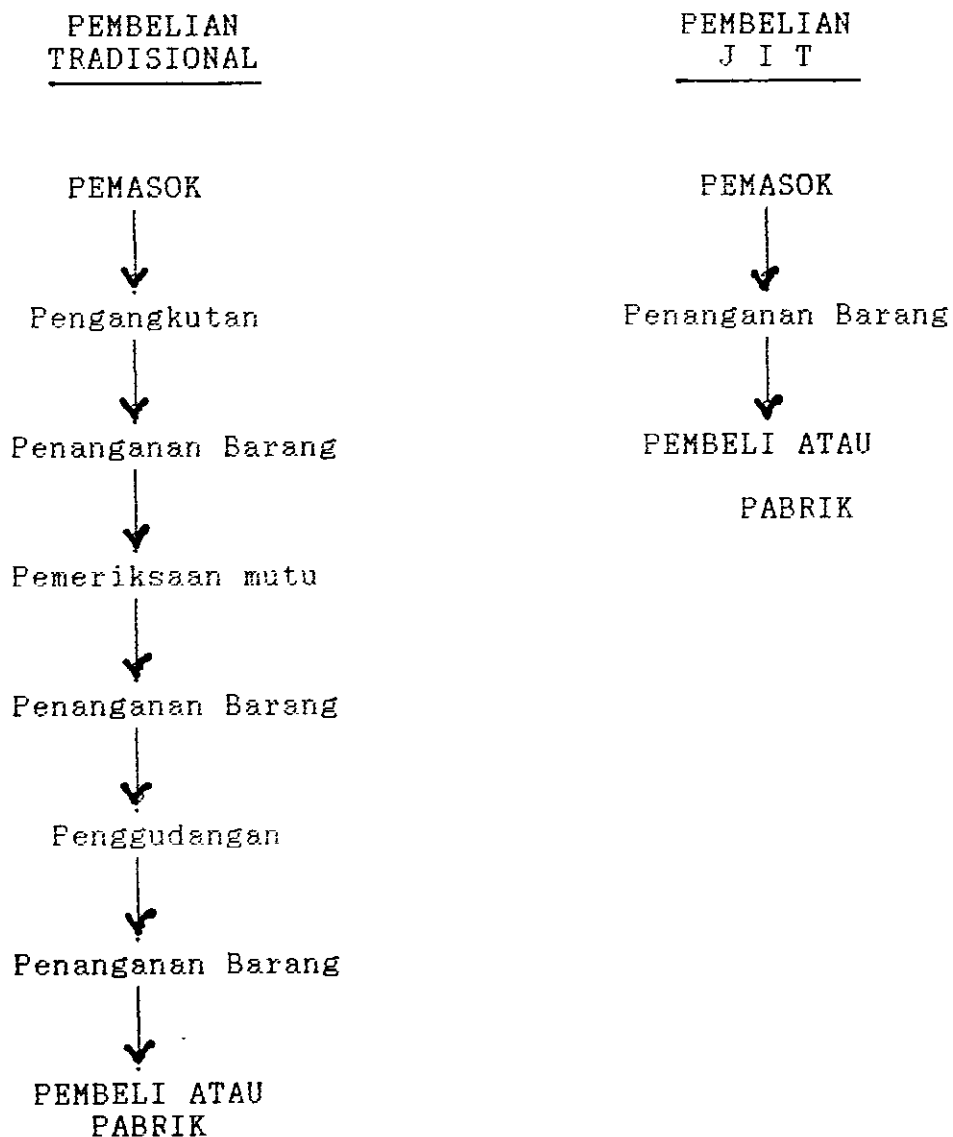 PEMBELIAN
TRADISIONAL
PEMASOK
Pengangkutan
Penanganan Barang
Pemeriksaan mutu
Penanganan Barang
Penggudangan
Penanganan Barang
PEMBELI ATAU
PABRIK
PEMBELIAN
J I T
PEMASOK
Penanganan Barang
PEMBELI ATAU
PABRIK